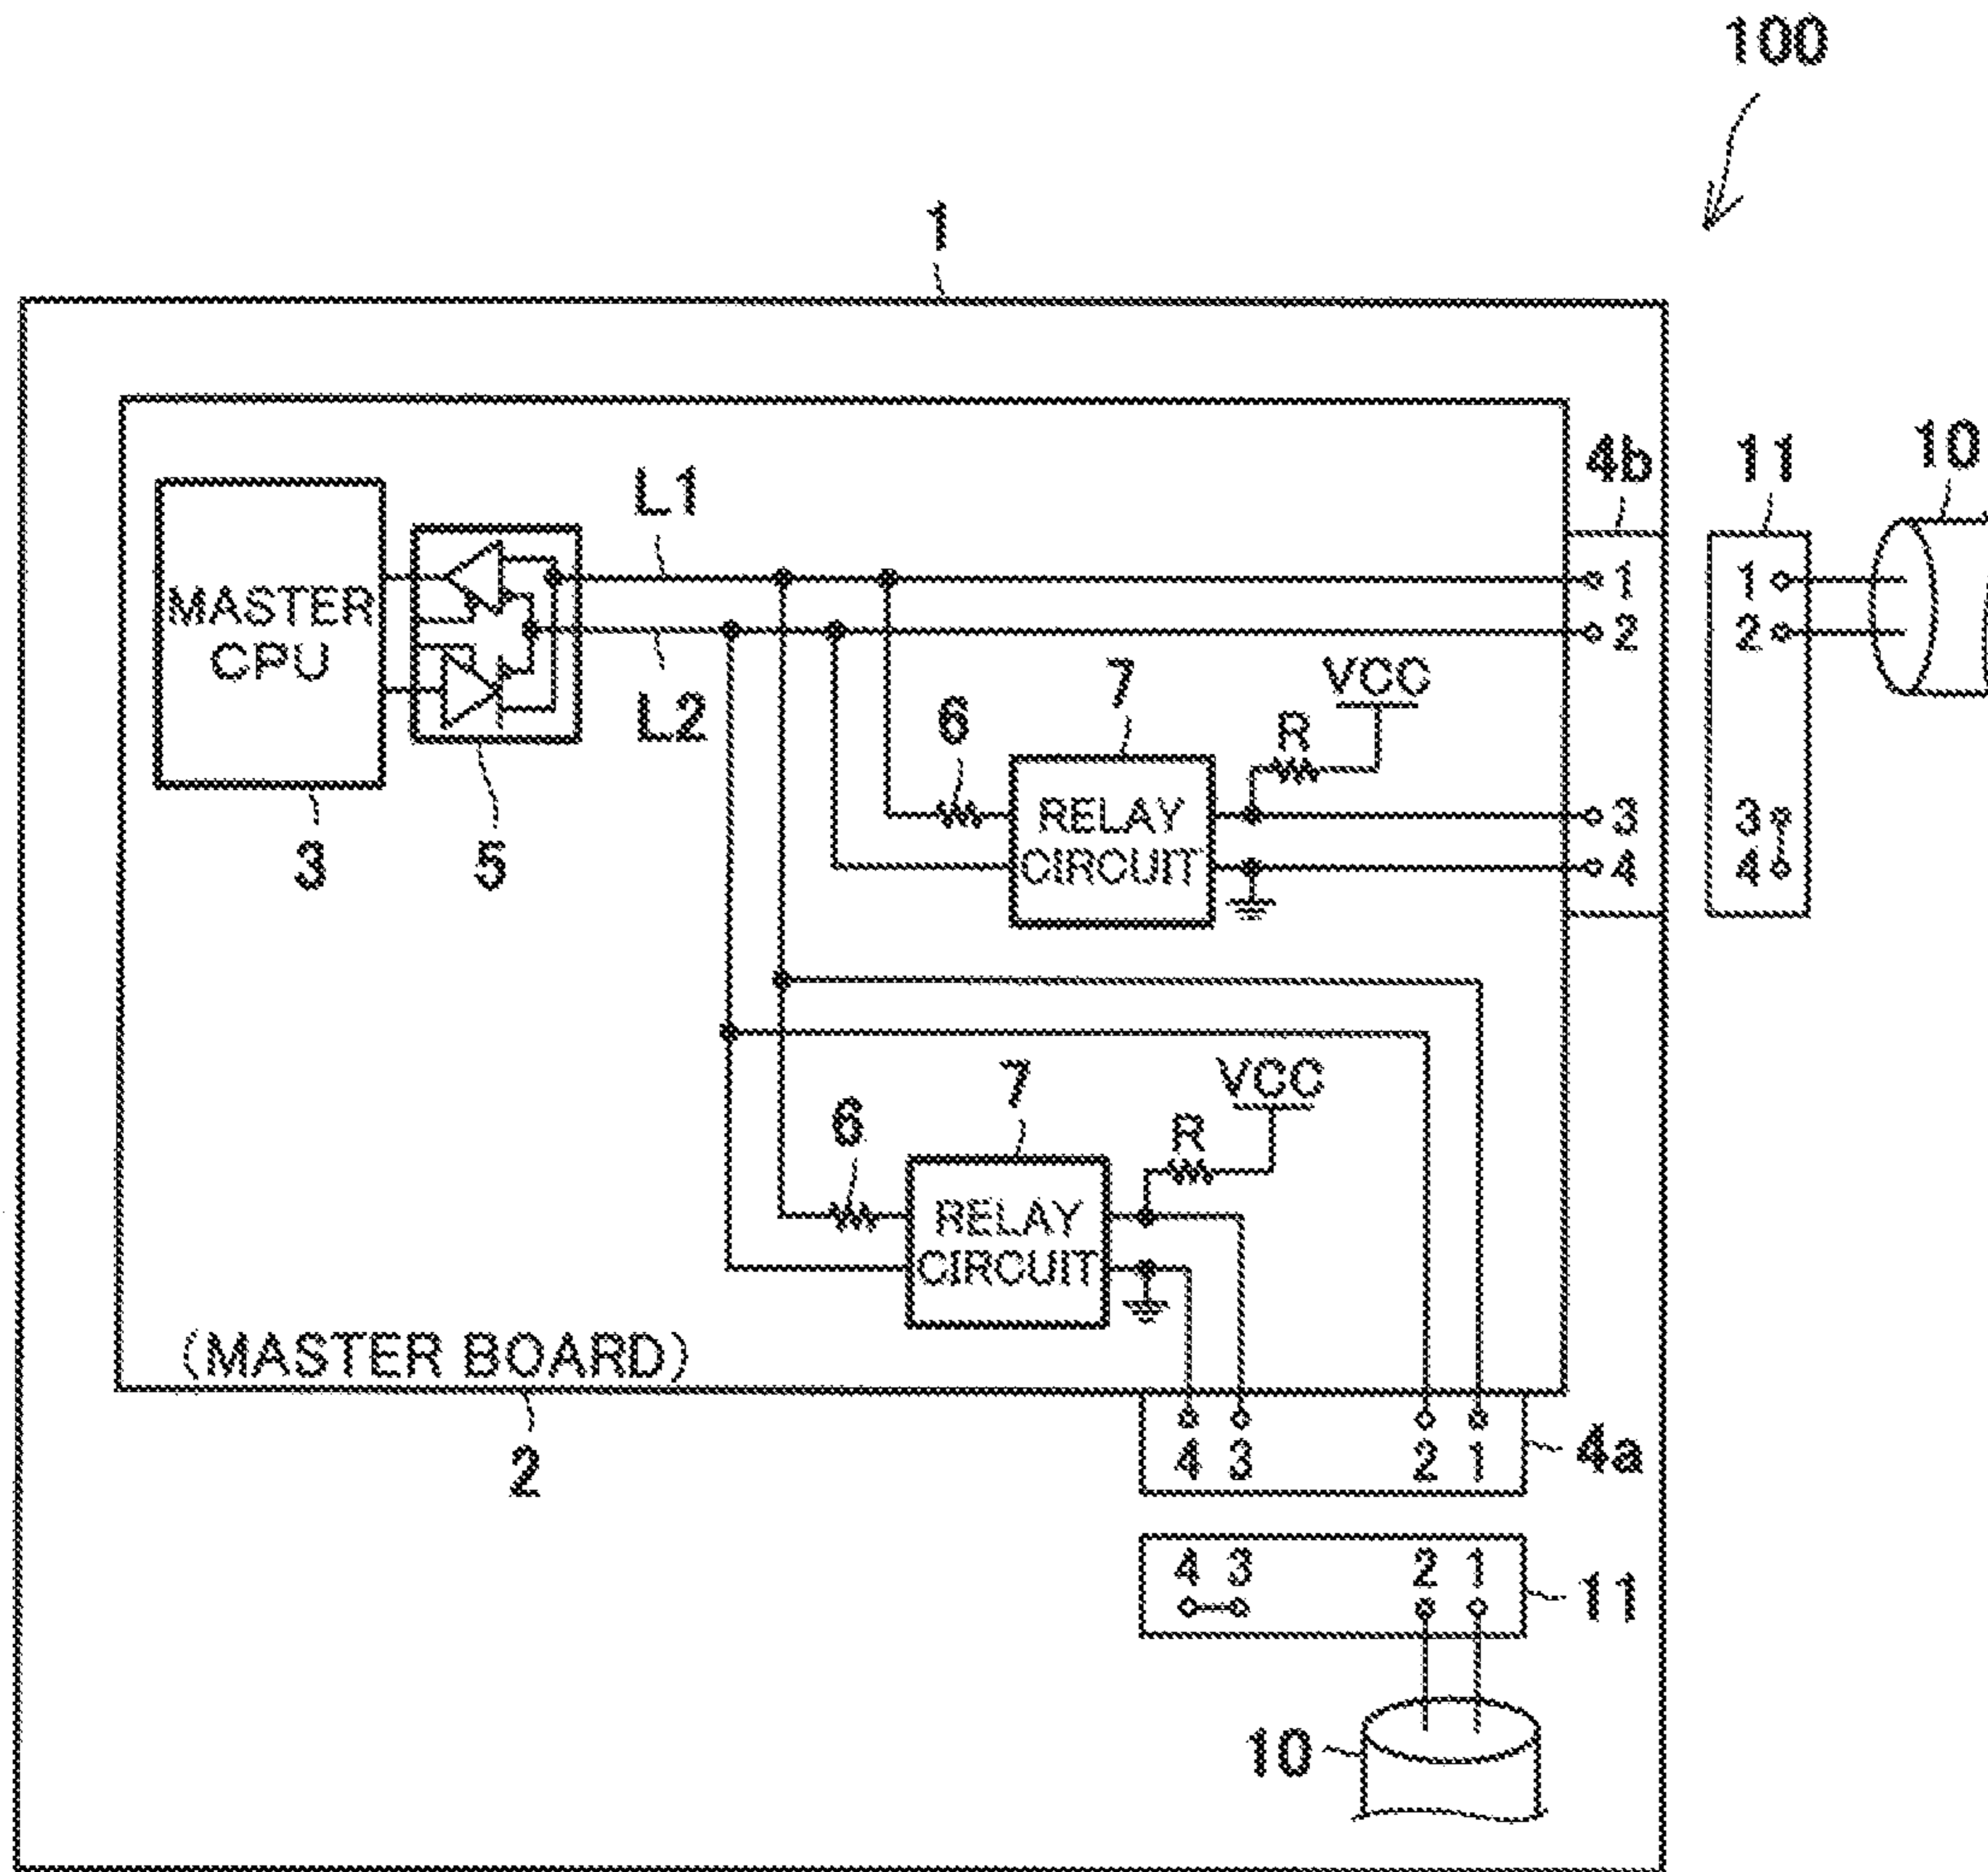 100
1
4b
11
10
L1
1
1
2
2
MASTER
CPU
L2
7
VCC
6
R
RELAY
CIRCUIT
3
3
4
4
3
5
7
VCC
6
R
RELAY
CIRCUIT
(MASTER BOARD)
2
4 3 2 1
4a
4 3 2 1
11
10